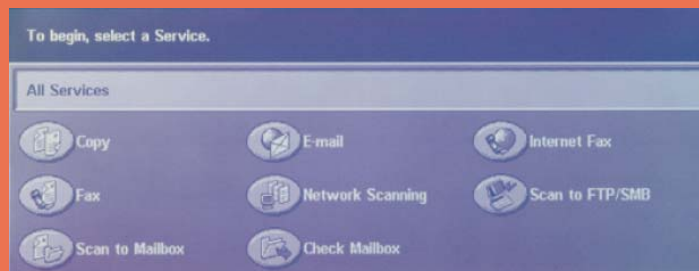 To begin, select a Service.
All Services
Copy
E-mail
Internet Fax
Fax
Network Scanning
Scan to FTP/SMB
Scan to Mailbox
Check Mailbox